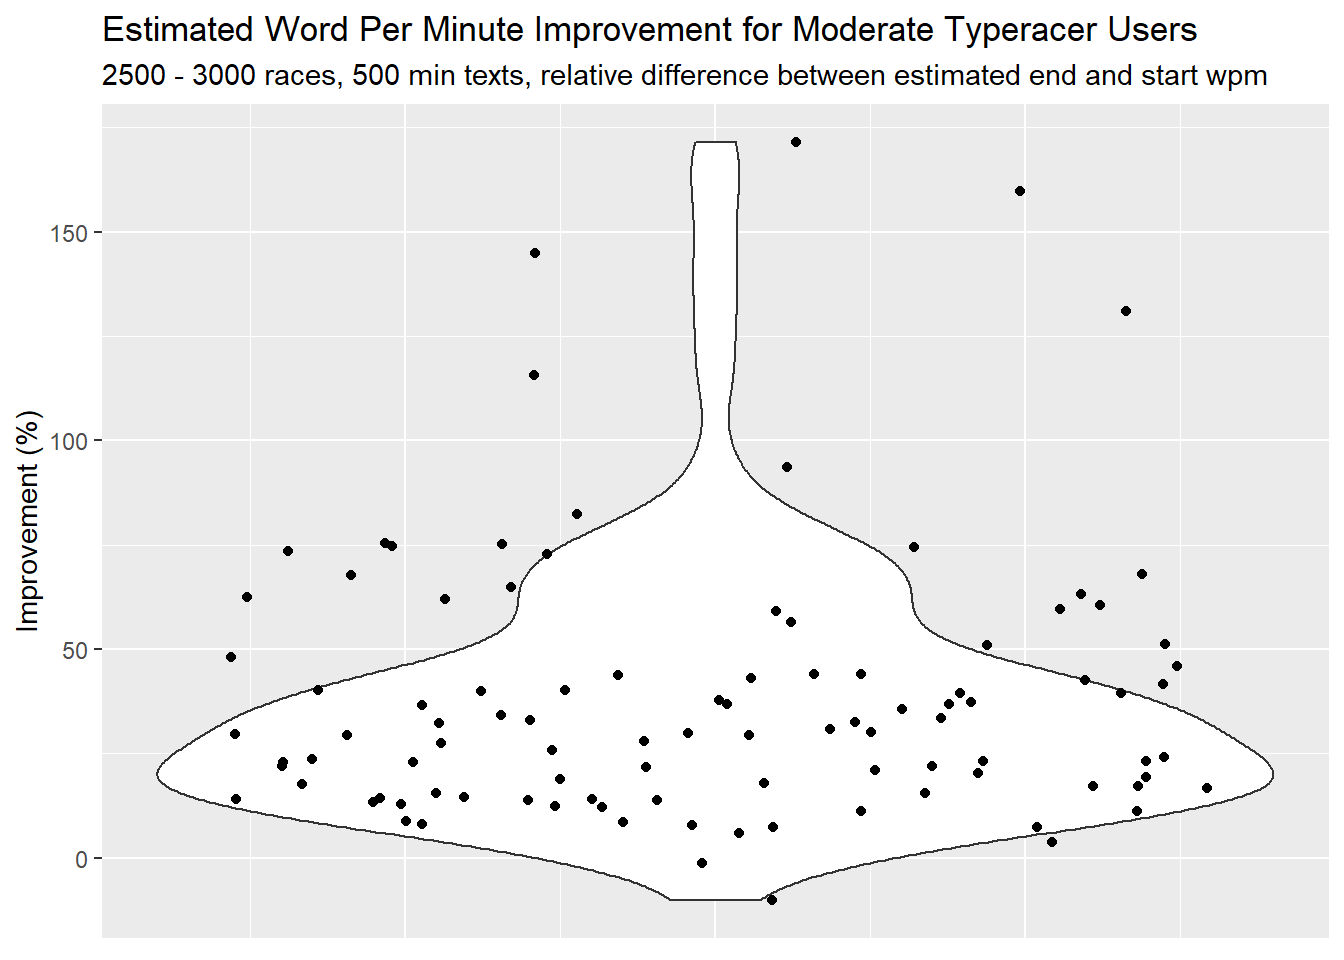 Estimated Word Per Minute Improvement for Moderate Typeracer Users
2500 - 3000 races, 500 min texts, relative difference between estimated end and start wpm
Improvement (%)
150
100
50
0